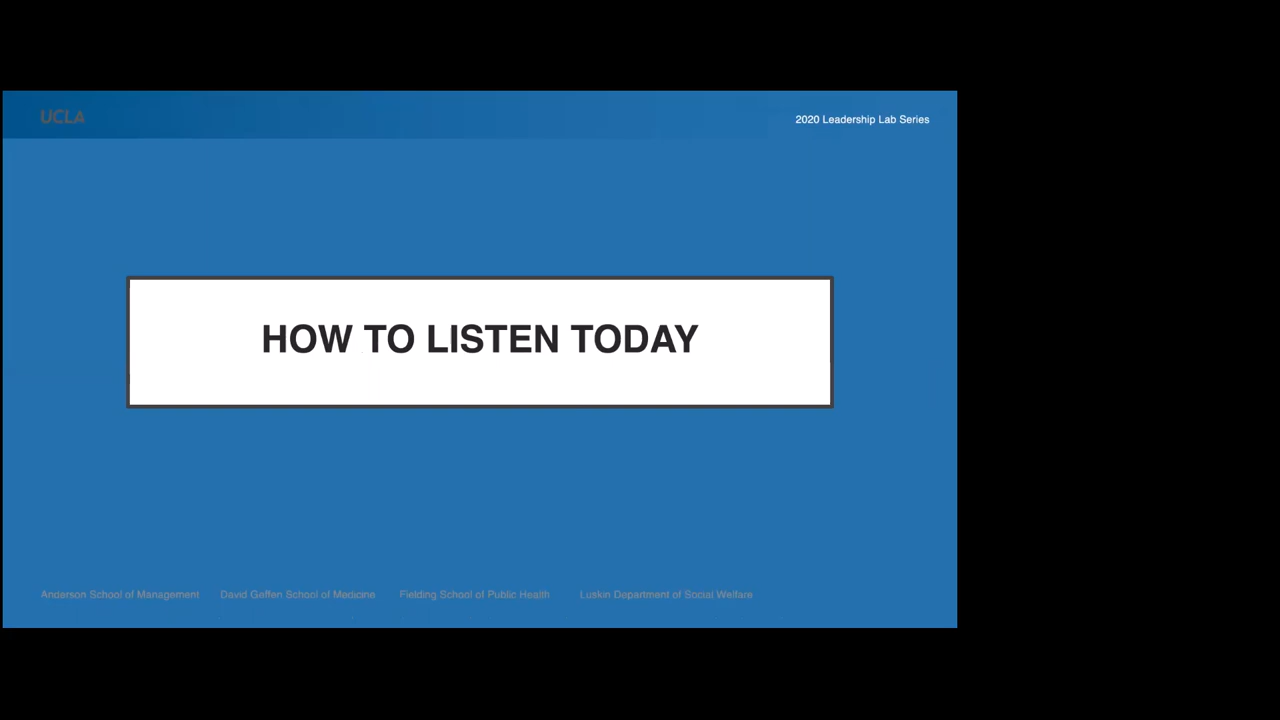 UCLA
2020 Leadership Lab Series
HOW TO LISTEN TODAY
Anderson School of Management David Geffen School of Medicine Fielding School of Public Health Luskin Department of Social Welfare